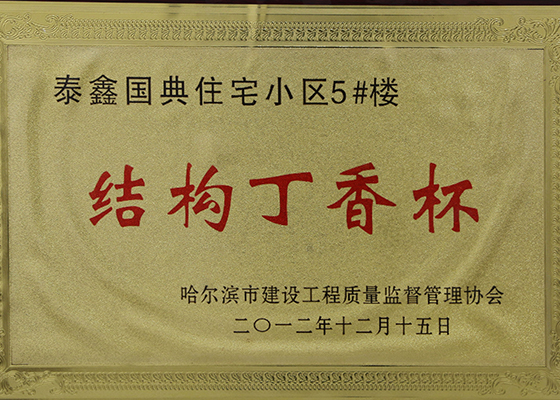 泰鑫国典住宅小区5#楼
结构丁香杯
哈尔滨市建设工程质量监督管理协会
二〇一二年十二月十五日